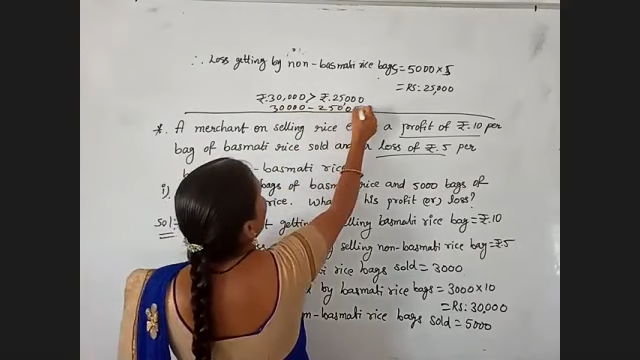 ∴ Loss getting by non-basmati rice bags = 5000 × 5
= Rs. 25,000
₹.30,000 > ₹.25000
30000 - 2500
*. A merchant on selling rice a profit of ₹.10 per
bag of basmati rice sold and a loss of ₹.5 per
-basmati rice
i) bags of basmati rice and 5000 bags of
rice. his profit (or) loss?
Sol:- getting selling basmati rice bag = ₹.10
selling non-basmati rice bag = ₹.5
rice bags sold = 3000
by basmati rice bags = 3000 × 10
= Rs. 30,000
-basmati rice bags sold = 5000